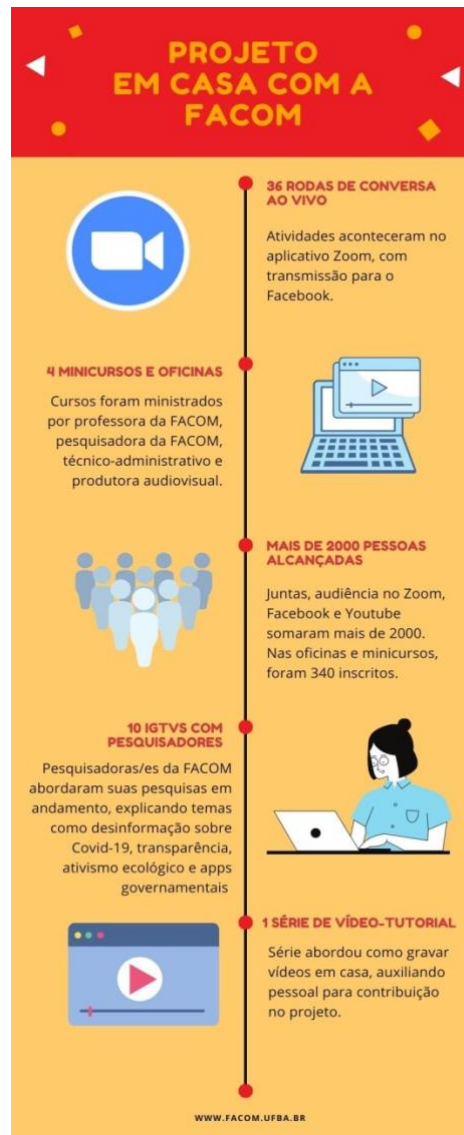 PROJETO
EM CASA COM A
FACOM
36 RODAS DE CONVERSA
AO VIVO
Atividades aconteceram no
aplicativo Zoom, com
transmissão para o
Facebook.
4 MINICURSOS E OFICINAS
Cursos foram ministrados
por professora da FACOM,
pesquisadora da FACOM,
técnico-administrativo e
produtora audiovisual.
MAIS DE 2000 PESSOAS
ALCANÇADAS
Juntas, audiência no Zoom,
Facebook e Youtube
somaram mais de 2000.
Nas oficinas e minicursos,
foram 340 inscritos.
10 IGTVS COM
PESQUISADORES
Pesquisadoras/es da FACOM
abordaram suas pesquisas em
andamento, explicando temas
como desinformação sobre
Covid-19, transparência,
ativismo ecológico e apps
governamentais
1 SÉRIE DE VÍDEO-TUTORIAL
Série abordou como gravar
vídeos em casa, auxiliando
pessoal para contribuição
no projeto.
WWW.FACOM.UFBA.BR